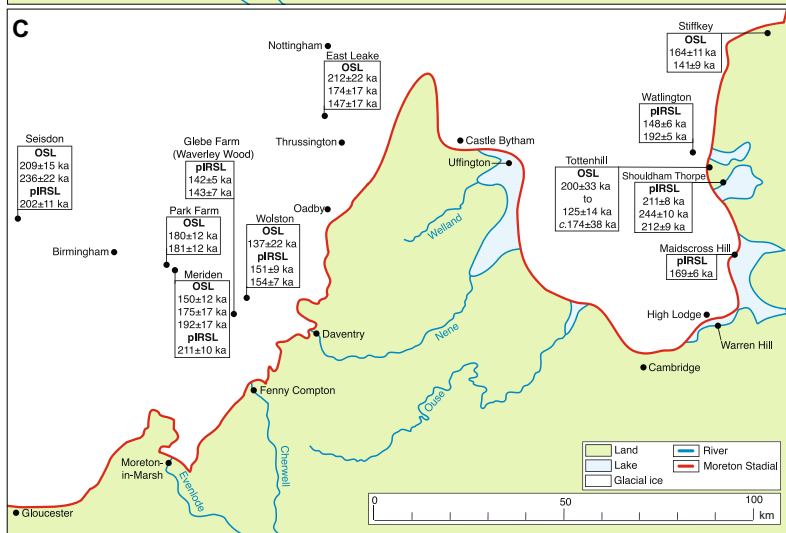 C
Stiffkey
OSL
164±11 ka
141±9 ka
Nottingham
East Leake
OSL
212±22 ka
174±17 ka
147±17 ka
Watlington
pIRSL
148±6 ka
192±5 ka
Seisdon
OSL
209±15 ka
236±22 ka
pIRSL
202±11 ka
Glebe Farm
(Waverley Wood)
pIRSL
142±5 ka
143±7 ka
Thrussington
Castle Bytham
Uffington
Tottenhill
OSL
200±33 ka
to
125±14 ka
c.174±38 ka
Shouldham Thorpe
pIRSL
211±8 ka
244±10 ka
212±9 ka
Park Farm
OSL
180±12 ka
181±12 ka
Wolston
OSL
137±22 ka
pIRSL
151±9 ka
154±7 ka
Oadby
Welland
Birmingham
Maidscross Hill
pIRSL
169±6 ka
Meriden
OSL
150±12 ka
175±17 ka
192±17 ka
pIRSL
211±10 ka
High Lodge
Warren Hill
Daventry
Nene
Cambridge
Fenny Compton
Ouse
Cherwell
Moreton-
in-Marsh
Evenlode
Gloucester
Land
Lake
Glacial ice
River
Moreton Stadial
0 50 100
km